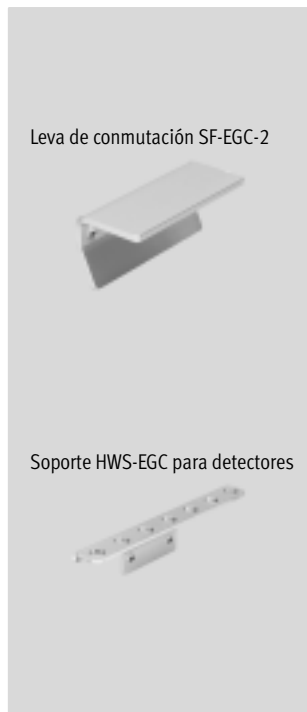 Leva de conmutación SF-EGC-2
Soporte HWS-EGC para detectores